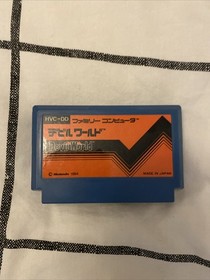 HVC-DD ファミリー コンピュータ
デビル ワールド
Devil World
© Nintendo 1984
MADE IN JAPAN